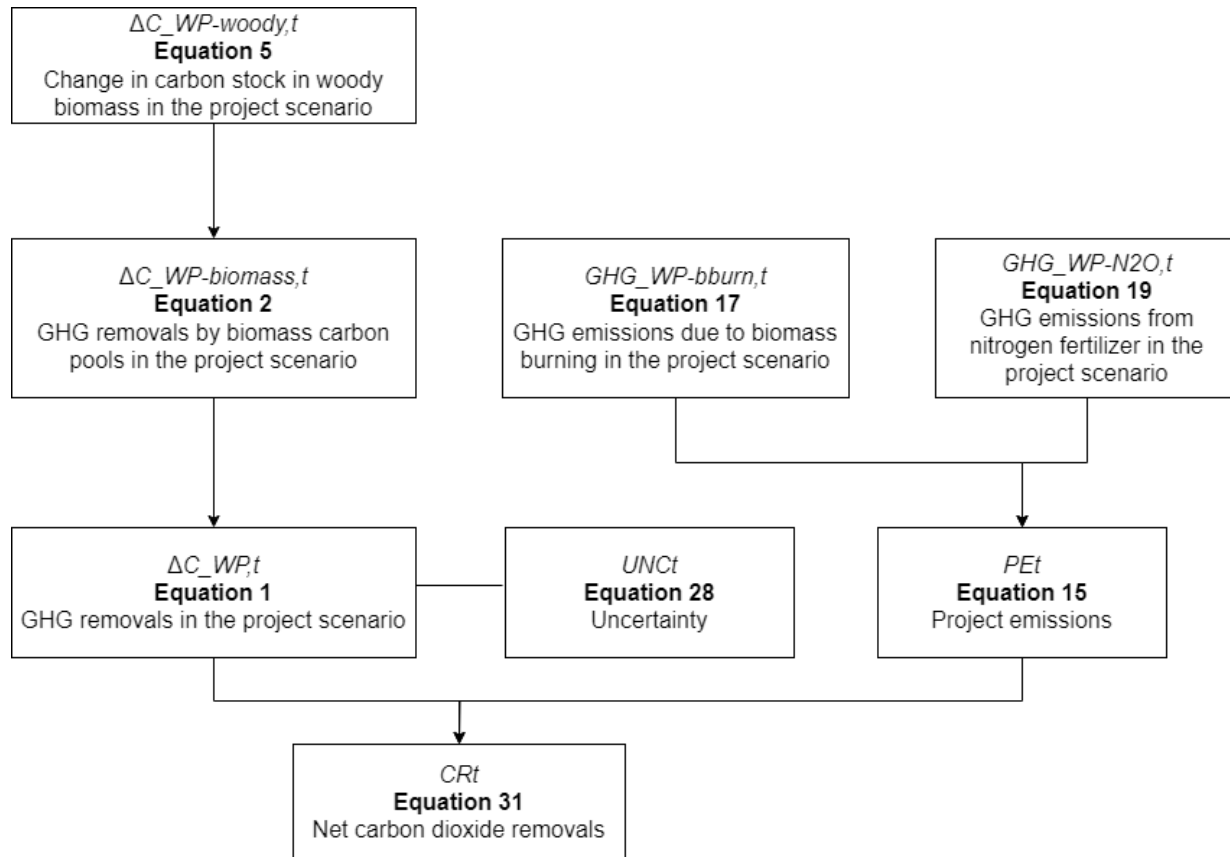 ΔC_WP-woody,t
Equation 5
Change in carbon stock in woody
biomass in the project scenario
ΔC_WP-biomass,t
Equation 2
GHG removals by biomass carbon
pools in the project scenario
GHG_WP-bburn,t
Equation 17
GHG emissions due to biomass
burning in the project scenario
GHG_WP-N2O,t
Equation 19
GHG emissions from
nitrogen fertilizer in the
project scenario
ΔC_WP,t
Equation 1
GHG removals in the project scenario
UNCt
Equation 28
Uncertainty
PEt
Equation 15
Project emissions
CRt
Equation 31
Net carbon dioxide removals